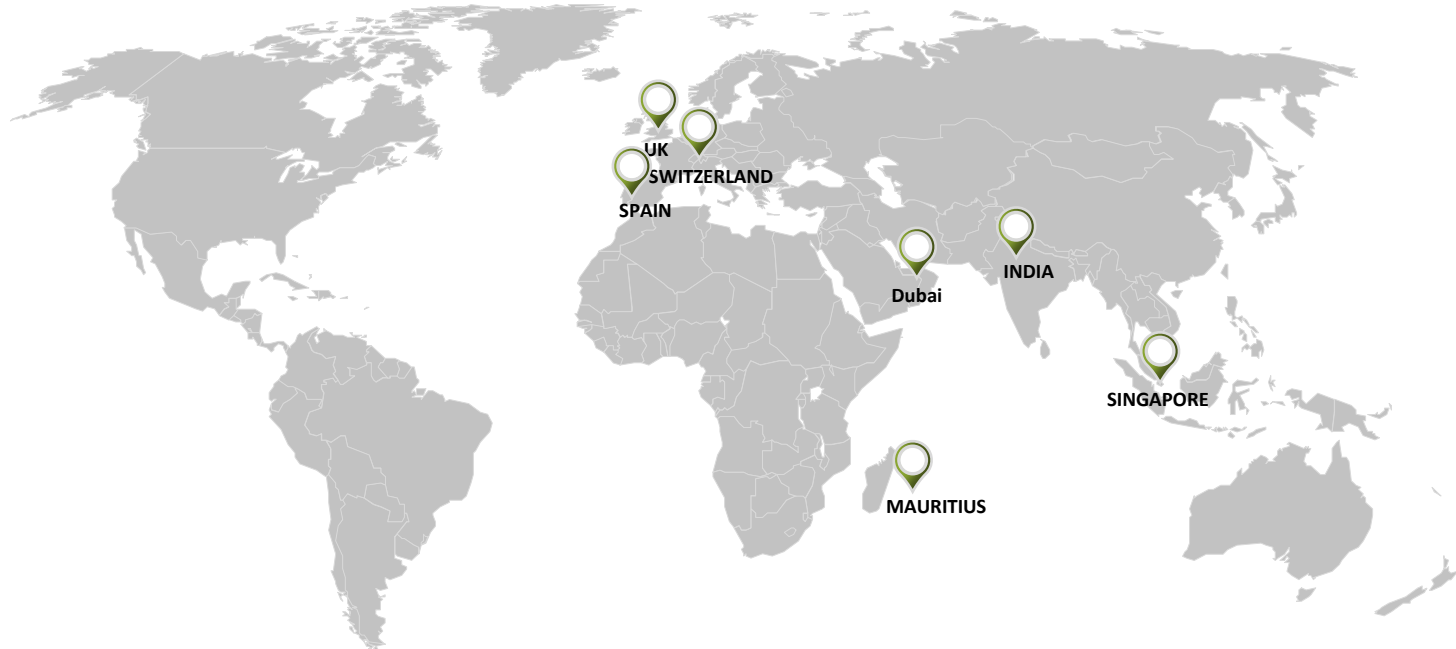 UK
SWITZERLAND
SPAIN
INDIA
Dubai
SINGAPORE
MAURITIUS